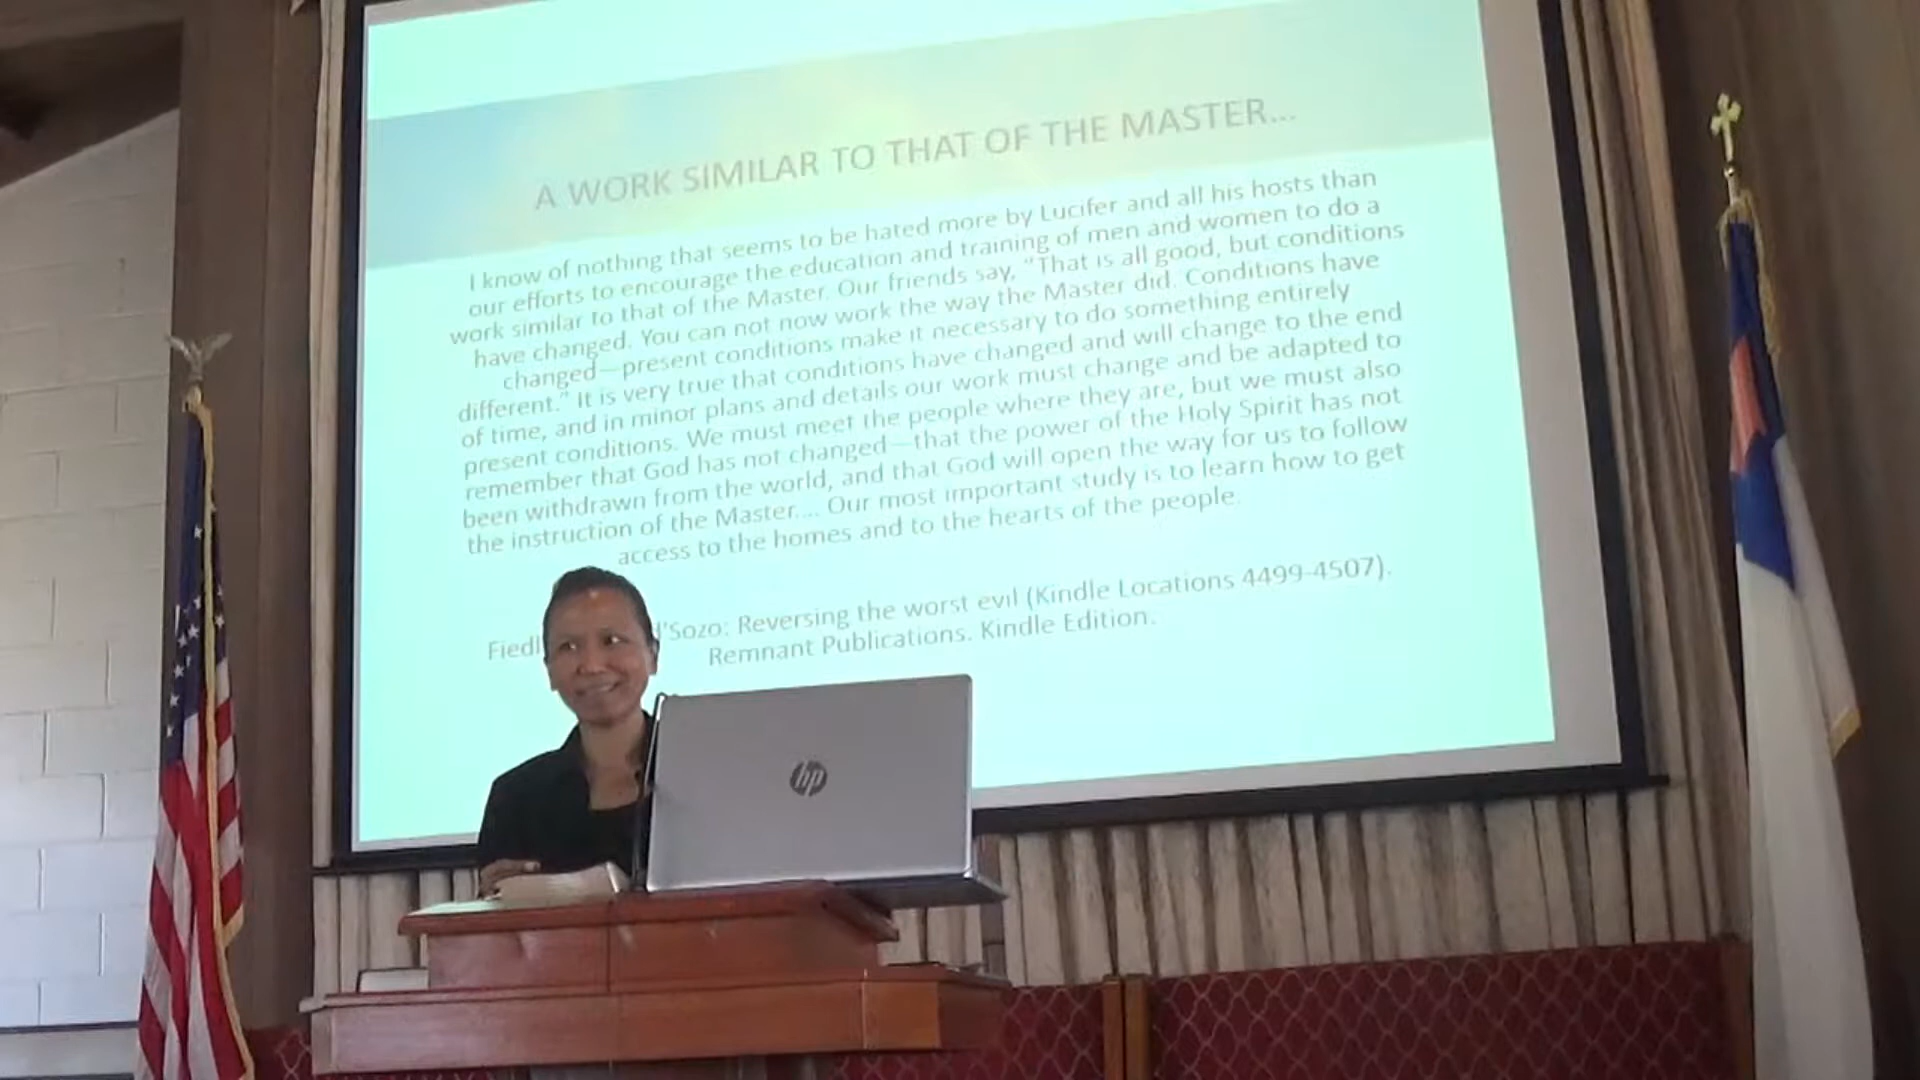 A WORK SIMILAR TO THAT OF THE MASTER...
I know of nothing that seems to be hated more by Lucifer and all his hosts than
our efforts to encourage the education and training of men and women to do a
work similar to that of the Master. Our friends say, "That is all good, but conditions
have changed. You can not now work the way the Master did. Conditions have
changed—present conditions make it necessary to do something entirely
different." It is very true that conditions have changed and will change to the end
of time, and in minor plans and details our work must change and be adapted to
present conditions. We must meet the people where they are, but we must also
remember that God has not changed—that the power of the Holy Spirit has not
been withdrawn from the world, and that God will open the way for us to follow
the instruction of the Master.... Our most important study is to learn how to get
access to the homes and to the hearts of the people.
Fiedl d'Sozo: Reversing the worst evil (Kindle Locations 4499-4507).
Remnant Publications. Kindle Edition.
hp